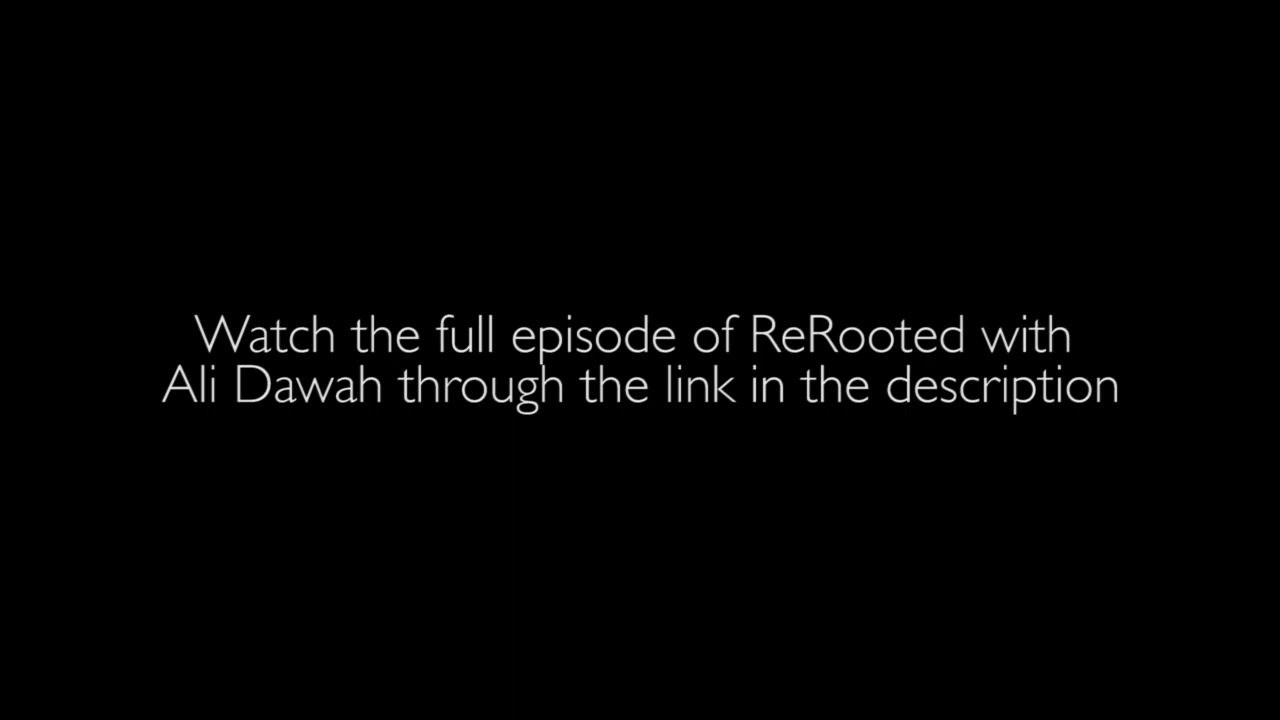 Watch the full episode of ReRooted with
Ali Dawah through the link in the description